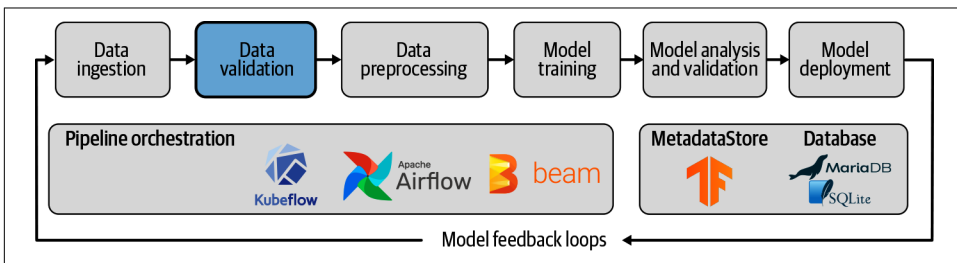 Data
ingestion
Data
validation
Data
preprocessing
Model
training
Model analysis
and validation
Model
deployment
Pipeline orchestration
Kubeflow
Apache
Airflow
beam
MetadataStore
Database
MariaDB
SQLite
Model feedback loops